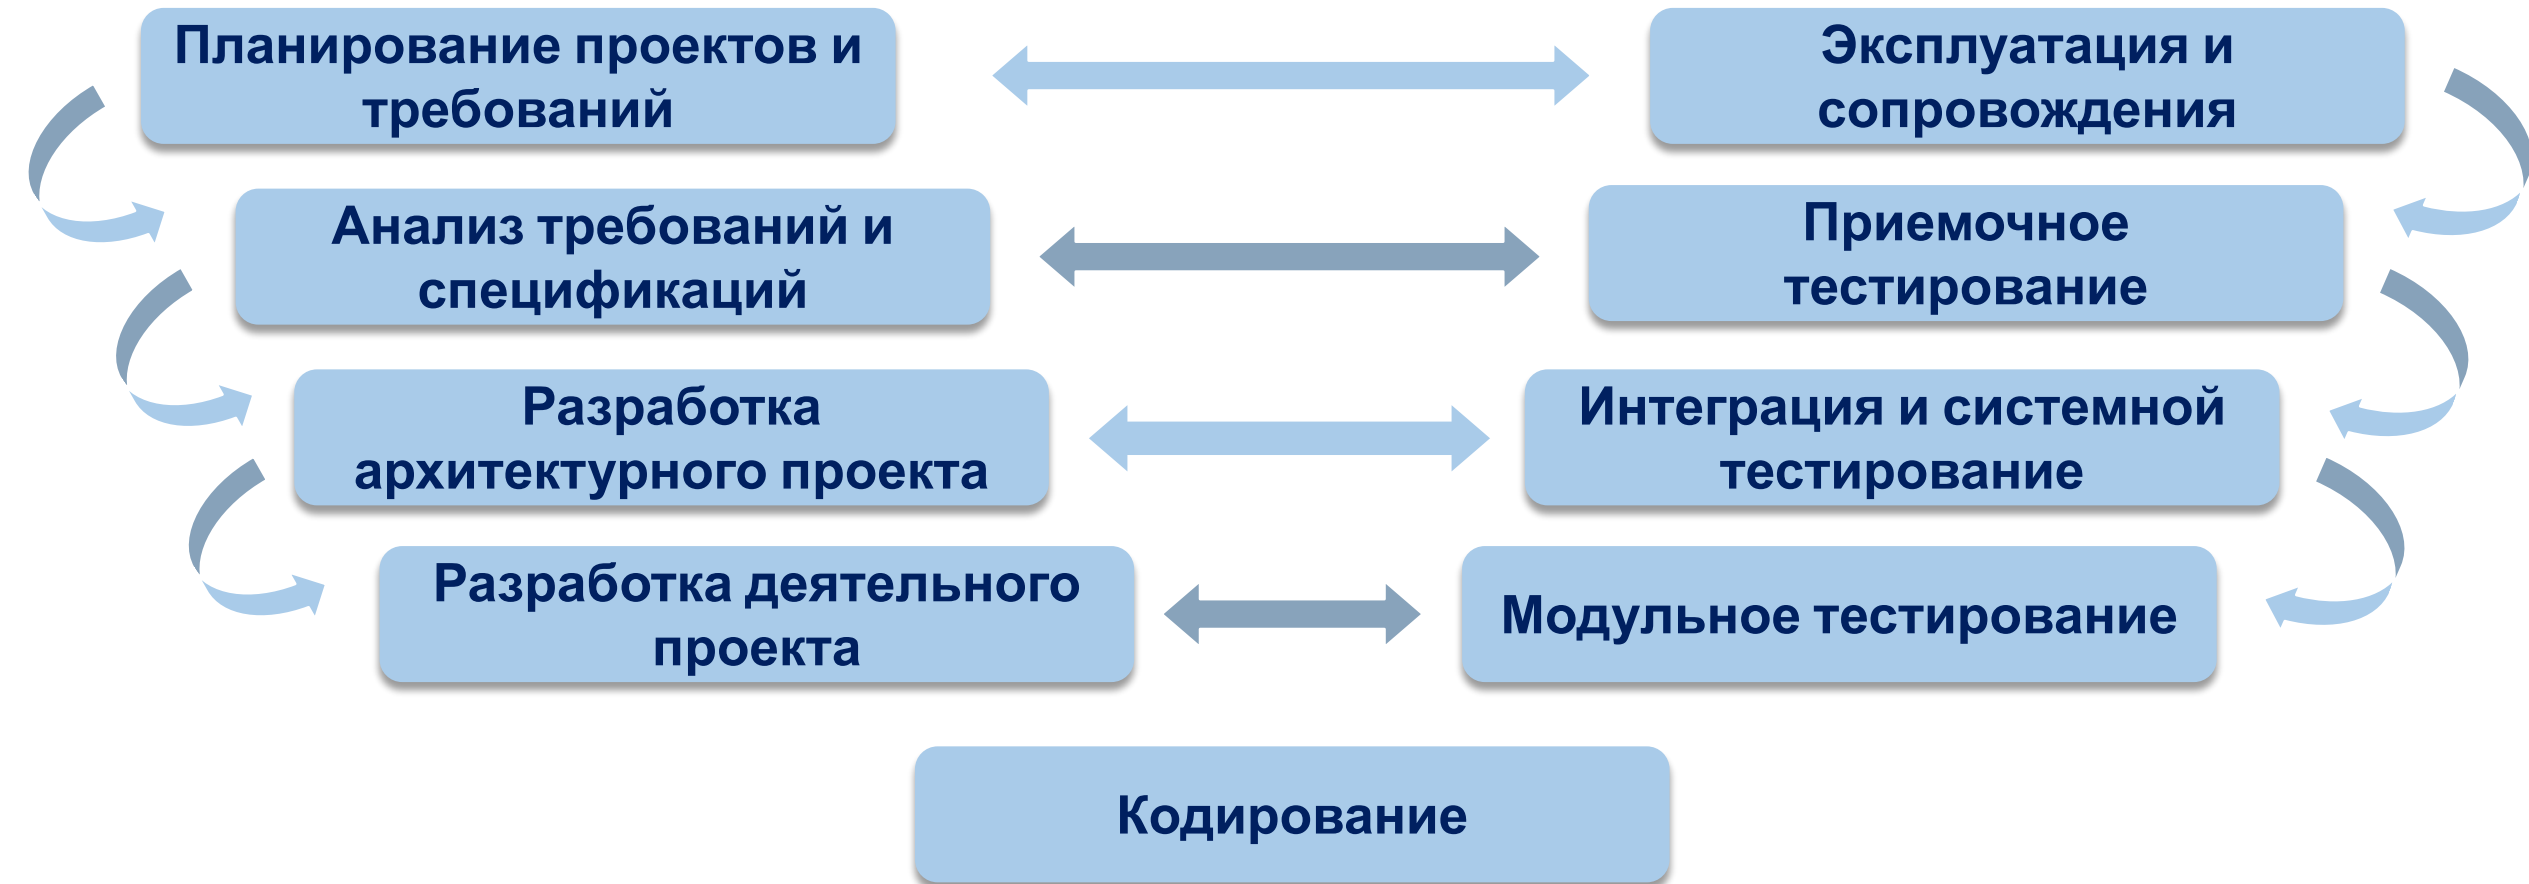 Планирование проектов и
требований
Эксплуатация и
сопровождения
Анализ требований и
спецификаций
Приемочное
тестирование
Разработка
архитектурного проекта
Интеграция и системной
тестирование
Разработка деятельного
проекта
Модульное тестирование
Кодирование